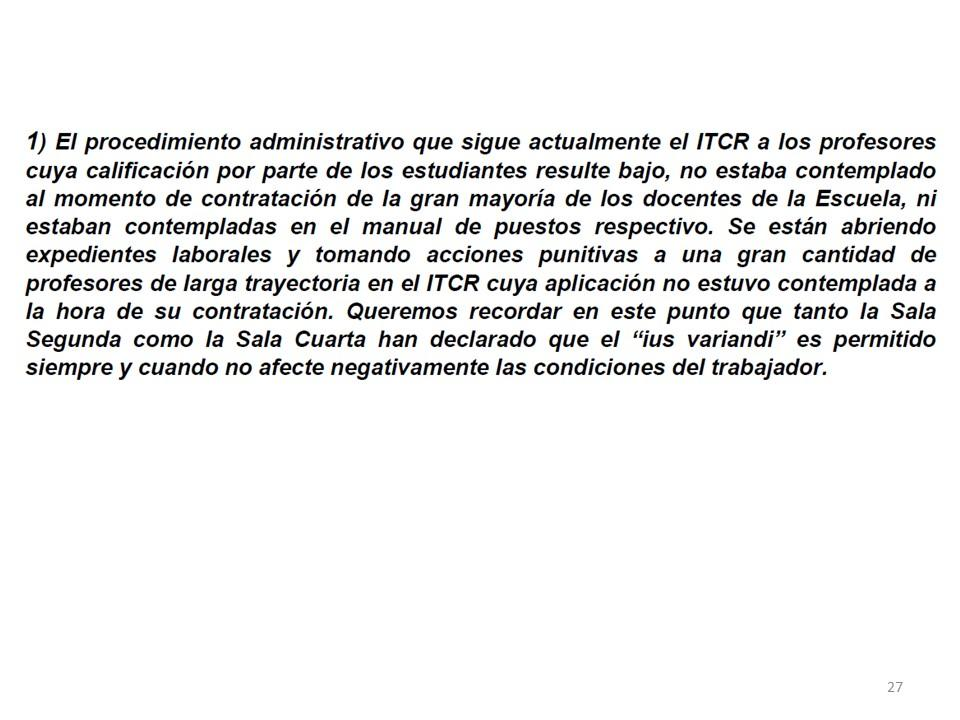 1) El procedimiento administrativo que sigue actualmente el ITCR a los profesores
cuya calificación por parte de los estudiantes resulte bajo, no estaba contemplado
al momento de contratación de la gran mayoría de los docentes de la Escuela, ni
estaban contempladas en el manual de puestos respectivo. Se están abriendo
expedientes laborales y tomando acciones punitivas a una gran cantidad de
profesores de larga trayectoria en el ITCR cuya aplicación no estuvo contemplada a
la hora de su contratación. Queremos recordar en este punto que tanto la Sala
Segunda como la Sala Cuarta han declarado que el “ius variandi” es permitido
siempre y cuando no afecte negativamente las condiciones del trabajador.
27